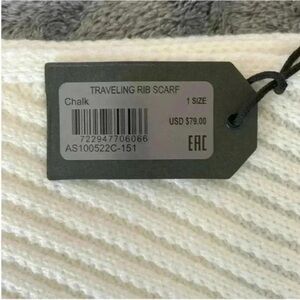 TRAVELING RIB SCARF
Chalk 1 SIZE
USD $79.00
722947706066
AS100522C-151 EAC